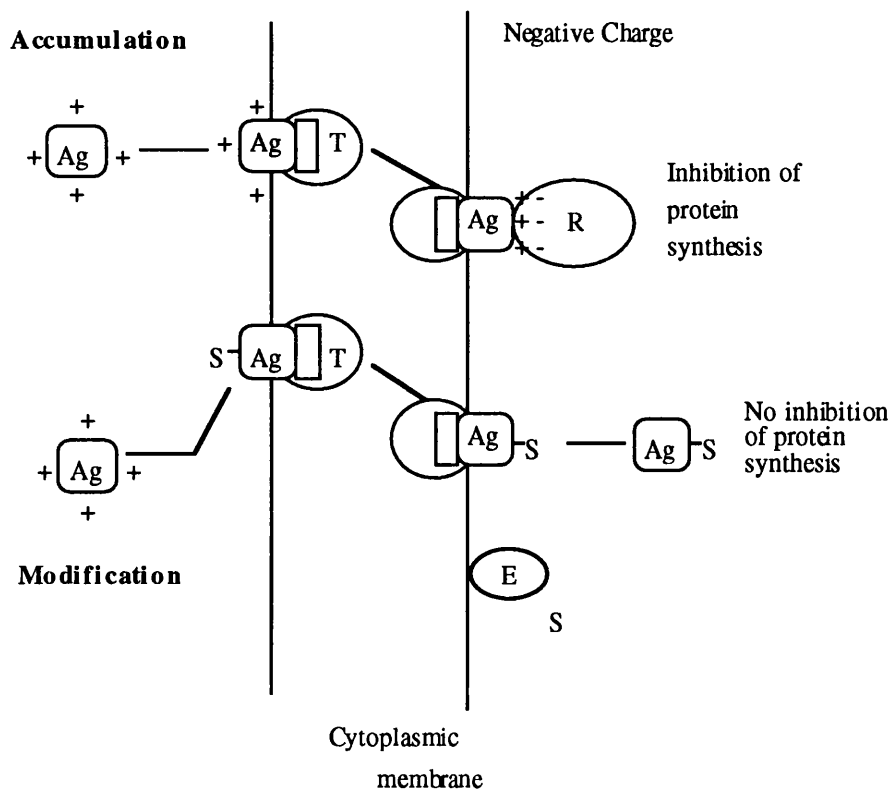 Accumulation
Negative Charge
+
+ Ag +
+
+
+ Ag T
+
Ag + - R
+ -
+ -
Inhibition of
protein
synthesis
S Ag T
+
+ Ag +
+
Ag S
Ag S
No inhibition
of protein
synthesis
Modification
E
S
Cytoplasmic
membrane